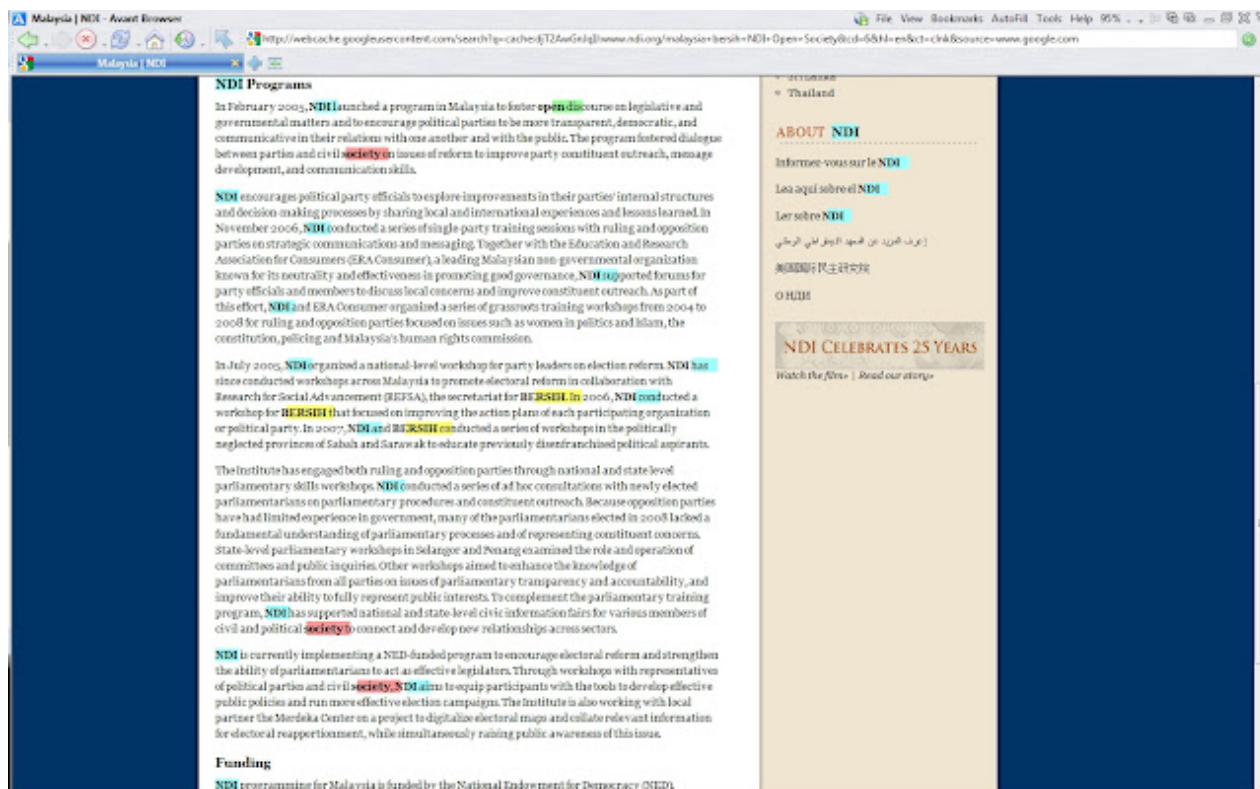 Malaysia | NDI - Avant Browser
File View Bookmarks AutoFill Tools Help 95%
Malaysia | NDI
NDI Programs
In February 2005, NDI launched a program in Malaysia to foster open discourse on legislative and
governmental matters and to encourage political parties to be more transparent, democratic, and
communicative in their relations with one another and with the public. The program fostered dialogue
between parties and civil society on issues of reform to improve party constituent outreach, message
development, and communication skills.
NDI encourages political party officials to explore improvements in their parties' internal structures
and decision-making processes by sharing local and international experiences and lessons learned. In
November 2006, NDI conducted a series of single-party training sessions with ruling and opposition
parties on strategic communications and messaging. Together with the Education and Research
Association for Consumers (ERA Consumer), a leading Malaysian non-governmental organization
known for its neutrality and effectiveness in promoting good governance, NDI supported forums for
party officials and members to discuss local concerns and improve constituent outreach. As part of
this effort, NDI and ERA Consumer organized a series of grassroots training workshops from 2004 to
2008 for ruling and opposition parties focused on issues such as women in politics and Islam, the
constitution, policing and Malaysia's human rights commission.
In July 2005, NDI organized a national-level workshop for party leaders on election reform. NDI has
since conducted workshops across Malaysia to promote electoral reform in collaboration with
Research for Social Advancement (REFSA), the secretariat for BERSIH. In 2006, NDI conducted a
workshop for BERSIH that focused on improving the action plans of each participating organization
or political party. In 2007, NDI and BERSIH conducted a series of workshops in the politically
neglected provinces of Sabah and Sarawak to educate previously disenfranchised political aspirants.
The Institute has engaged both ruling and opposition parties through national and state level
parliamentary skills workshops. NDI conducted a series of ad hoc consultations with newly elected
parliamentarians on parliamentary procedures and constituent outreach. Because opposition parties
have had limited experience in government, many of the parliamentarians elected in 2008 lacked a
fundamental understanding of parliamentary processes and of representing constituent concerns.
State-level parliamentary workshops in Selangor and Penang examined the role and operation of
committees and public inquiries. Other workshops aimed to enhance the knowledge of
parliamentarians from all parties on issues of parliamentary transparency and accountability, and
improve their ability to fully represent public interests. To complement the parliamentary training
program, NDI has supported national and state-level civic information fairs for various members of
civil and political society to connect and develop new relationships across sectors.
NDI is currently implementing a NED-funded program to encourage electoral reform and strengthen
the ability of parliamentarians to act as effective legislators. Through workshops with representatives
of political parties and civil society, NDI aims to equip participants with the tools to develop effective
public policies and run more effective election campaigns. The Institute is also working with local
partner the Merdeka Center on a project to digitalize electoral maps and collate relevant information
for electoral reapportionment, while simultaneously raising public awareness of this issue.
Funding
NDI programming for Malaysia is funded by the National Endowment for Democracy (NED).
Thailand
ABOUT NDI
Informez-vous sur le NDI
Lea aquí sobre el NDI
Ler sobre NDI
إعرف المزيد عن المعهد الديمقراطي الوطني
美国国际民主研究院
О НДИ
NDI CELEBRATES 25 YEARS
Watch the film» | Read our story»